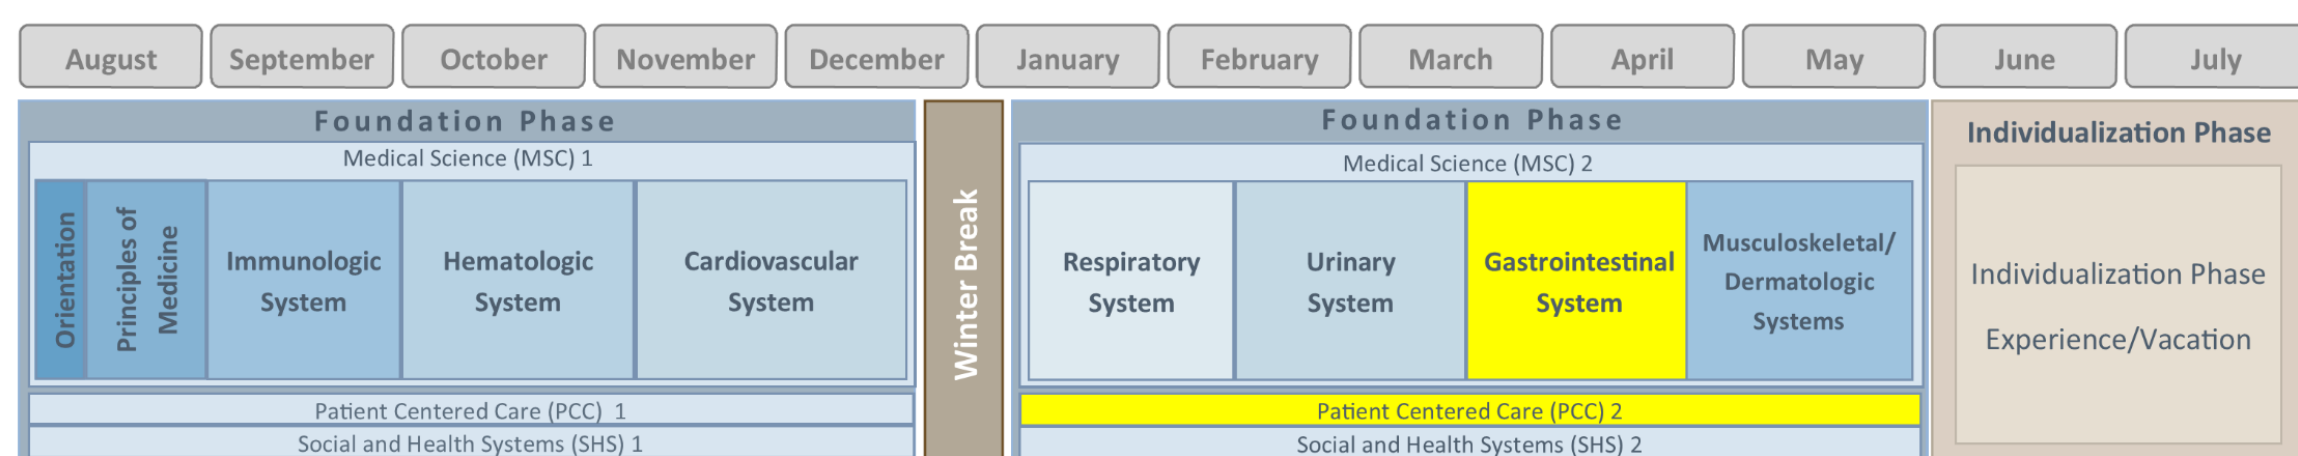 August
September
October
November
December
January
February
March
April
May
June
July
Foundation Phase
Medical Science (MSC) 1
Orientation
Principles of
Medicine
Immunologic
System
Hematologic
System
Cardiovascular
System
Patient Centered Care (PCC) 1
Social and Health Systems (SHS) 1
Winter Break
Foundation Phase
Medical Science (MSC) 2
Respiratory
System
Urinary
System
Gastrointestinal
System
Musculoskeletal/
Dermatologic
Systems
Patient Centered Care (PCC) 2
Social and Health Systems (SHS) 2
Individualization Phase
Individualization Phase
Experience/Vacation